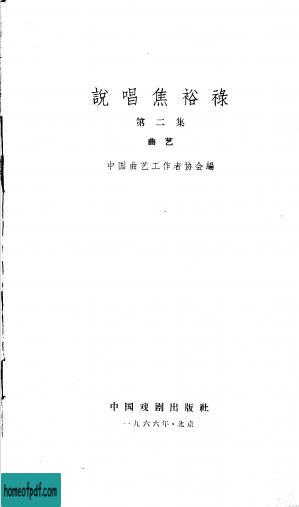 說唱焦裕祿
第二集
曲艺
中国曲艺工作者协会編
中国戏剧出版社
一九六六年·北京
homeofpdf.com